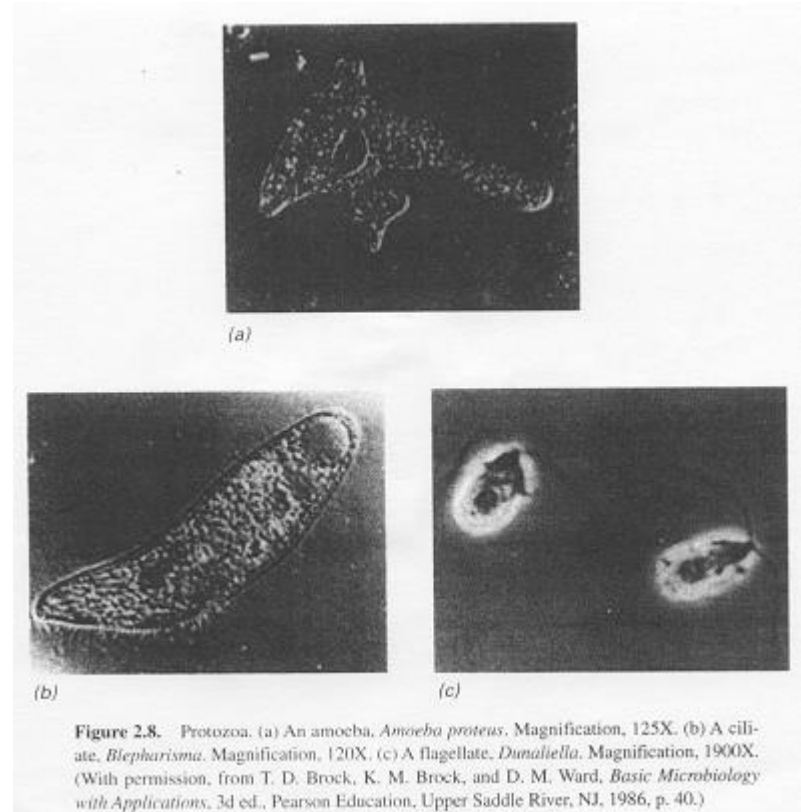 (a)
(b)
(c)
Figure 2.8. Protozoa. (a) An amoeba, Amoeba proteus. Magnification, 125X. (b) A cili-
ate, Blepharisma. Magnification, 120X. (c) A flagellate, Dunaliella. Magnification, 1900X.
(With permission, from T. D. Brock, K. M. Brock, and D. M. Ward, Basic Microbiology
with Applications, 3d ed., Pearson Education, Upper Saddle River, NJ, 1986, p. 40.)